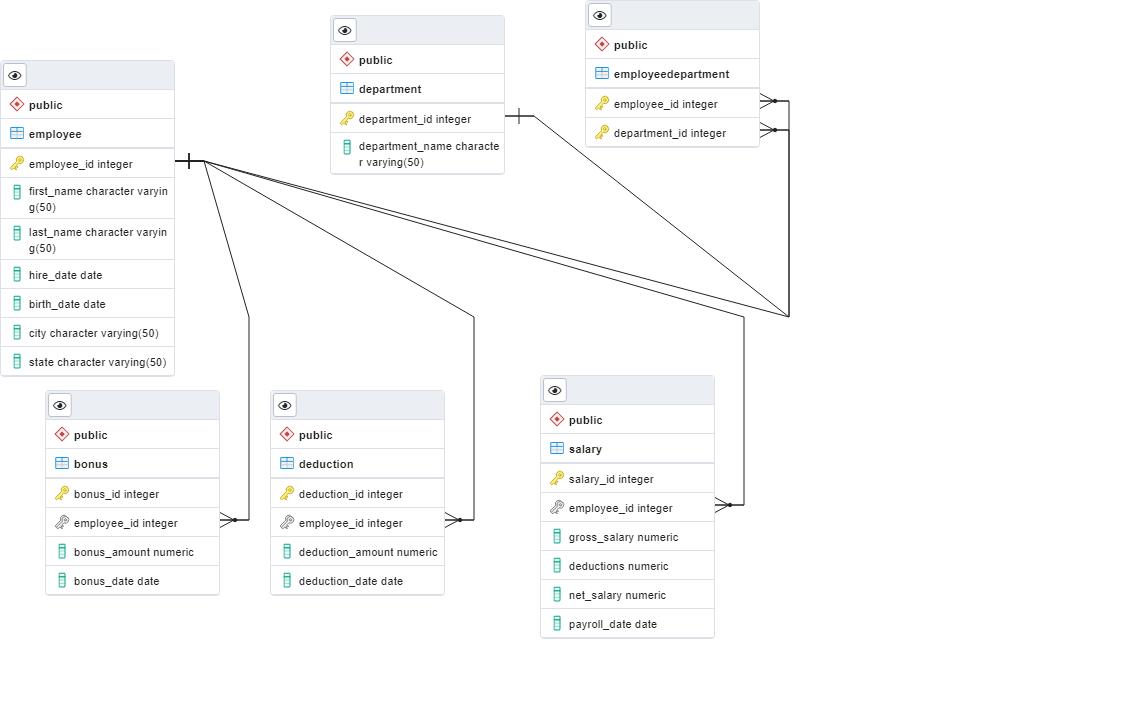 public
employee
employee_id integer
first_name character varyin
g(50)
last_name character varyin
g(50)
hire_date date
birth_date date
city character varying(50)
state character varying(50)
public
department
department_id integer
department_name characte
r varying(50)
public
employeedepartment
employee_id integer
department_id integer
public
bonus
bonus_id integer
employee_id integer
bonus_amount numeric
bonus_date date
public
deduction
deduction_id integer
employee_id integer
deduction_amount numeric
deduction_date date
public
salary
salary_id integer
employee_id integer
gross_salary numeric
deductions numeric
net_salary numeric
payroll_date date